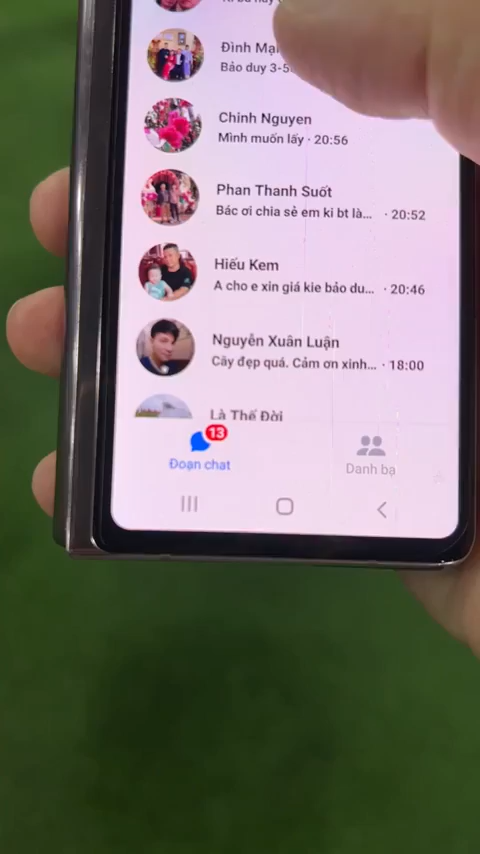 Đình Mạ
Bảo duy 3-5
Chinh Nguyen
Mình muốn lấy · 20:56
Phan Thanh Suốt
Bác ơi chia sẻ em ki bt là... · 20:52
Hiếu Kem
A cho e xin giá kie bảo du... · 20:46
Nguyễn Xuân Luận
Cây đẹp quá. Cảm ơn xinh... · 18:00
Là Thế Đời
13
Đoạn chat
Danh bạ